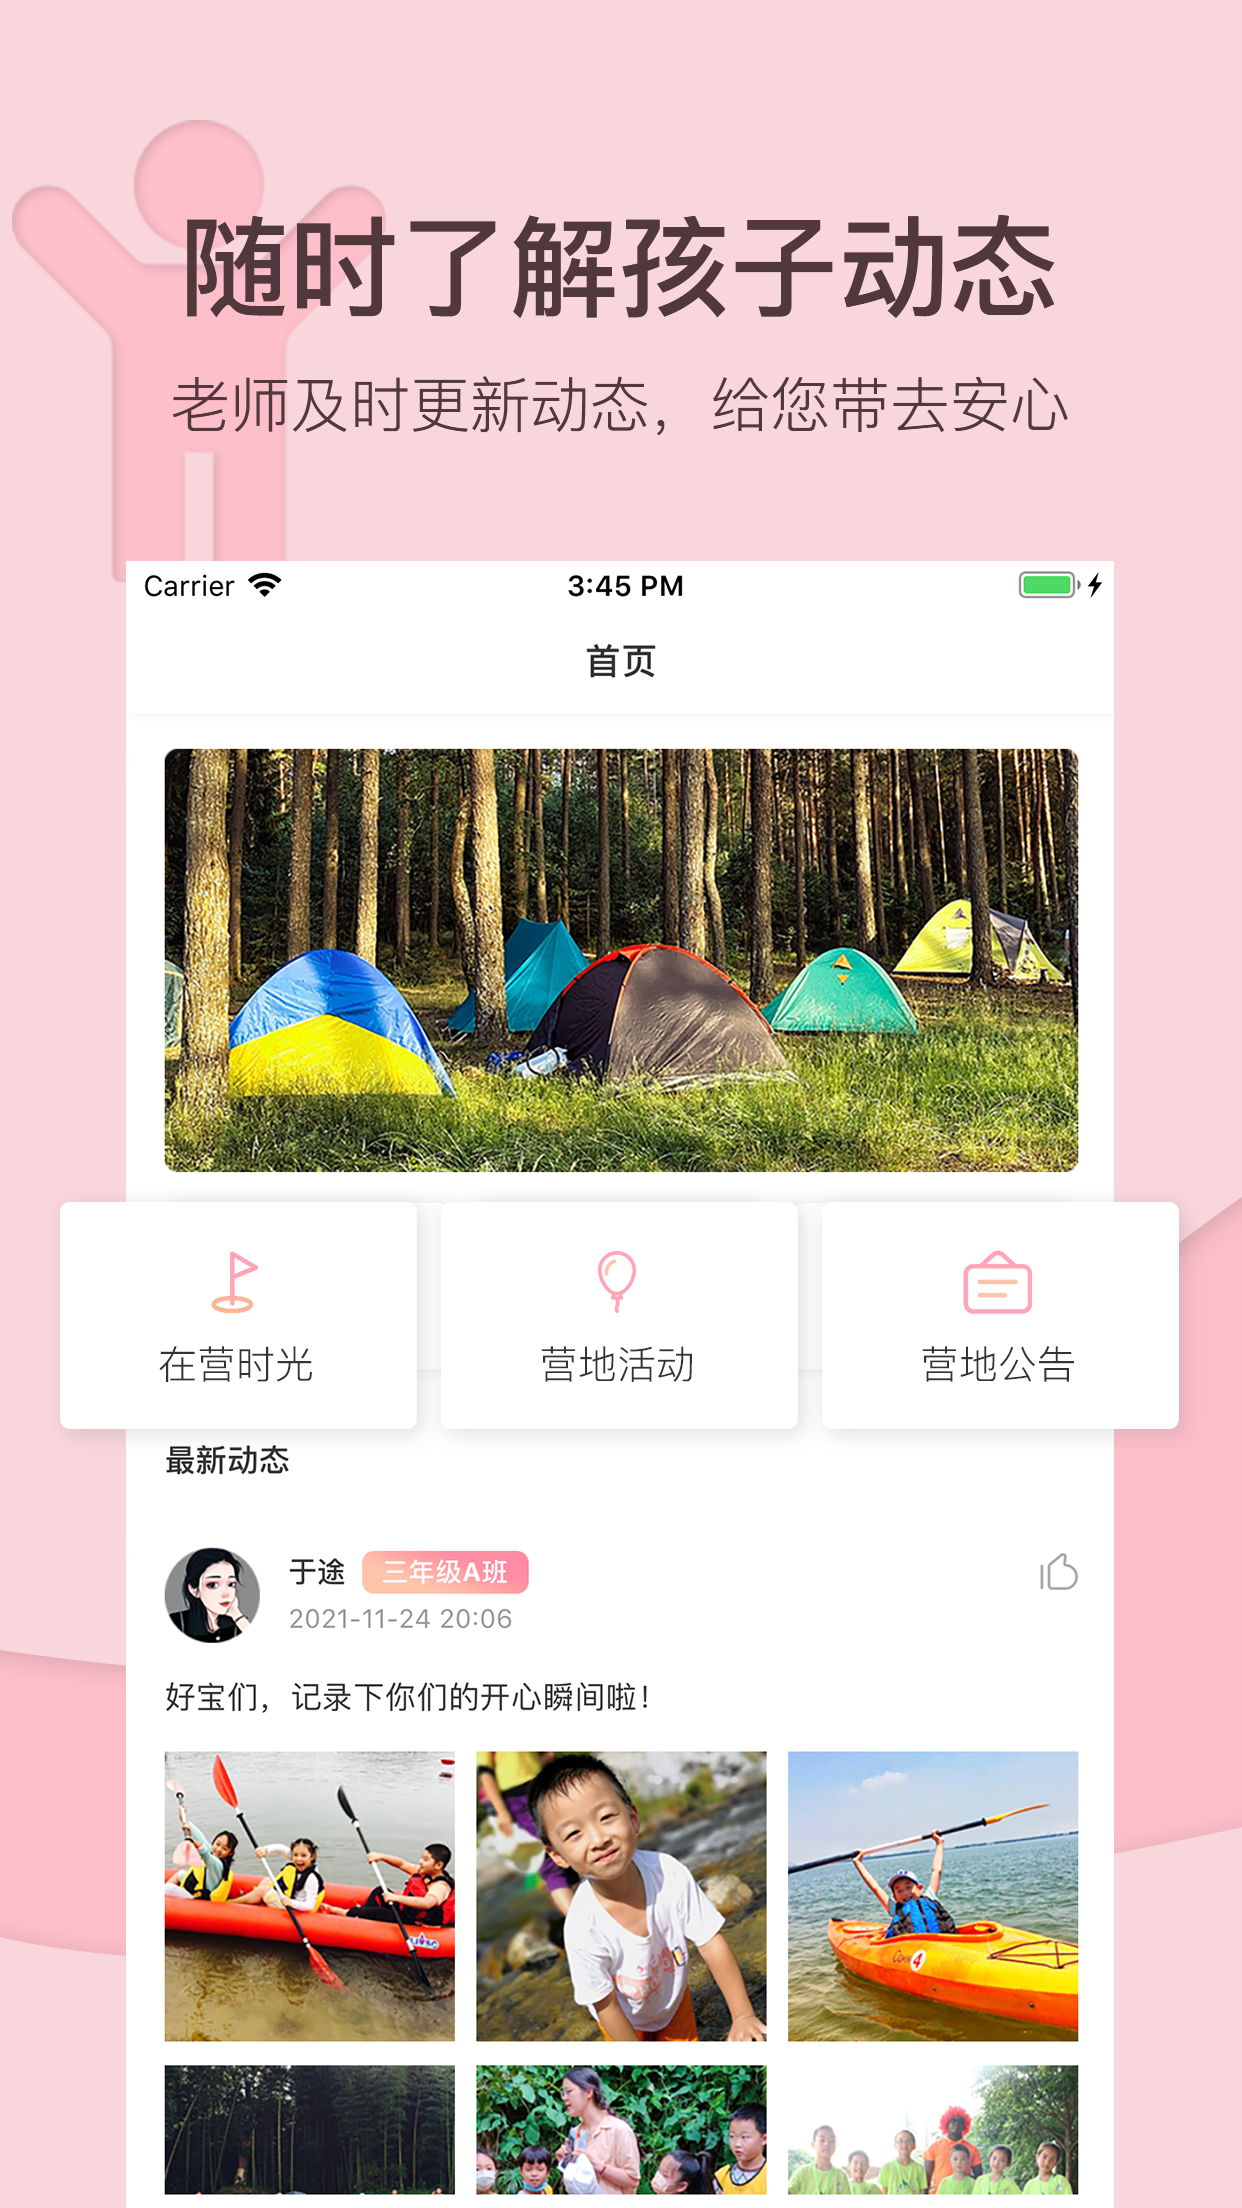 随时了解孩子动态
老师及时更新动态，给您带去安心
Carrier 3:45 PM
首页
在营时光 营地活动 营地公告
最新动态
于途 三年级A班
2021-11-24 20:06
好宝们，记录下你们的开心瞬间啦！
4